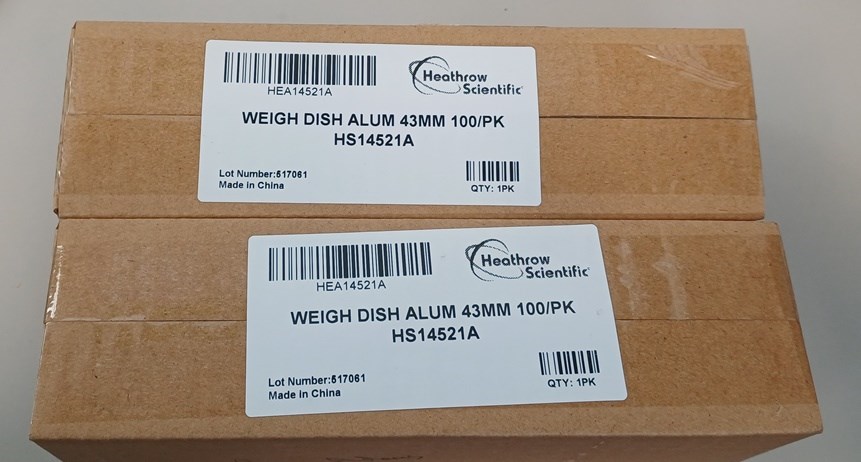 HEA14521A
Heathrow
Scientific®
WEIGH DISH ALUM 43MM 100/PK
HS14521A
Lot Number:517061
Made in China
QTY: 1PK
HEA14521A
Heathrow
Scientific®
WEIGH DISH ALUM 43MM 100/PK
HS14521A
Lot Number:517061
Made in China
QTY: 1PK